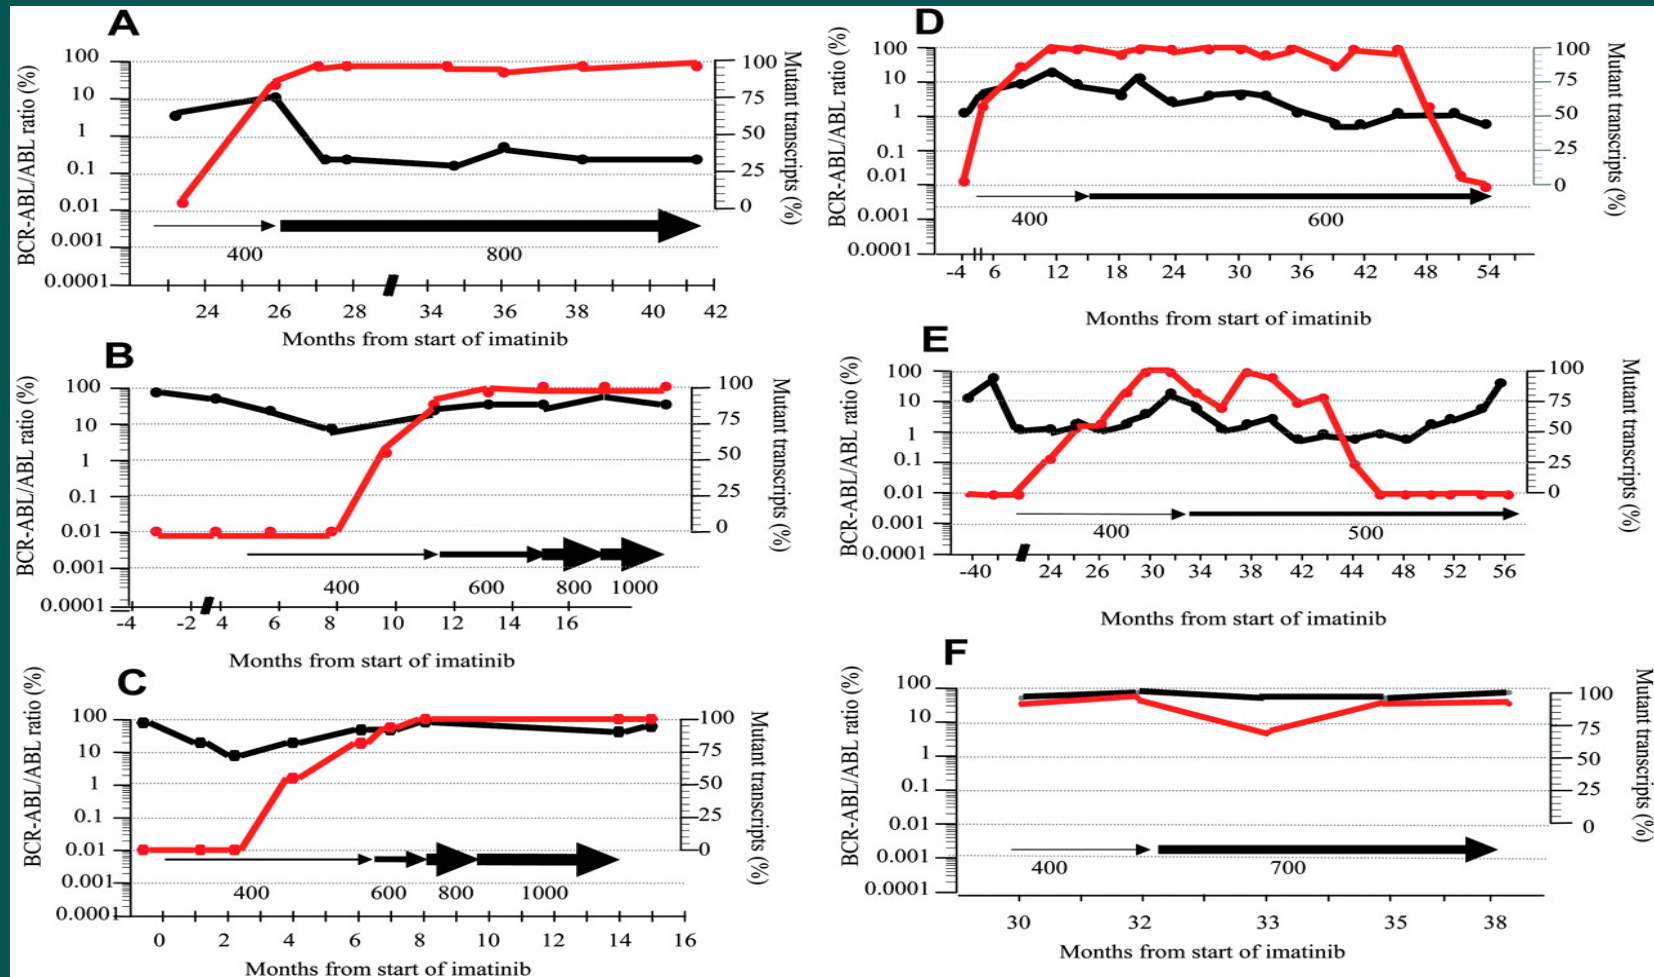 A
BCR-ABL/ABL ratio (%)
100
10
1
0.1
0.01
0.001
0.0001
100
75
50
25
0
Mutant transcripts (%)
400 800
24 26 28 34 36 38 40 42
Months from start of imatinib
B
BCR-ABL/ABL ratio (%)
100
10
1
0.1
0.01
0.001
0.0001
100
75
50
25
0
Mutant transcripts (%)
400 600 800 1000
-4 -2 4 6 8 10 12 14 16
Months from start of imatinib
C
BCR-ABL/ABL ratio (%)
100
10
1
0.1
0.01
0.001
0.0001
100
75
50
25
0
Mutant transcripts (%)
400 600 800 1000
0 2 4 6 8 10 12 14 16
Months from start of imatinib
D
BCR-ABL/ABL ratio (%)
100
10
1
0.1
0.01
0.001
0.0001
100
75
50
25
0
Mutant transcripts (%)
400 600
-4 6 12 18 24 30 36 42 48 54
Months from start of imatinib
E
BCR-ABL/ABL ratio (%)
100
10
1
0.1
0.01
0.001
0.0001
100
75
50
25
0
Mutant transcripts (%)
400 500
-40 24 26 30 34 38 42 44 48 52 56
Months from start of imatinib
F
BCR-ABL/ABL ratio (%)
100
10
1
0.1
0.01
0.001
0.0001
100
75
50
25
0
Mutant transcripts (%)
400 700
30 32 33 35 38
Months from start of imatinib